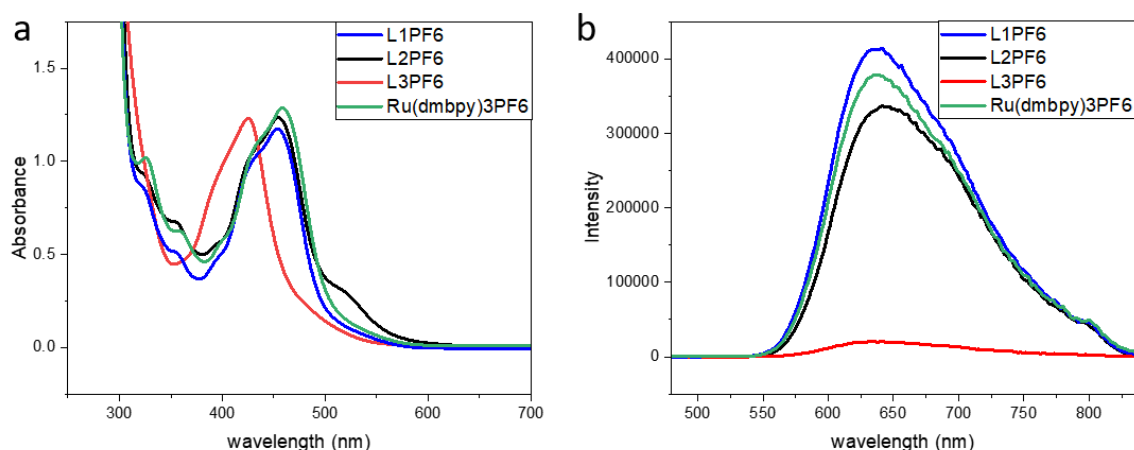 a
L1PF6
L2PF6
L3PF6
Ru(dmbpy)3PF6
1.5
1.0
0.5
0.0
Absorbance
300 400 500 600 700
wavelength (nm)
b
L1PF6
L2PF6
L3PF6
Ru(dmbpy)3PF6
400000
300000
200000
100000
0
Intensity
500 550 600 650 700 750 800
wavelength (nm)